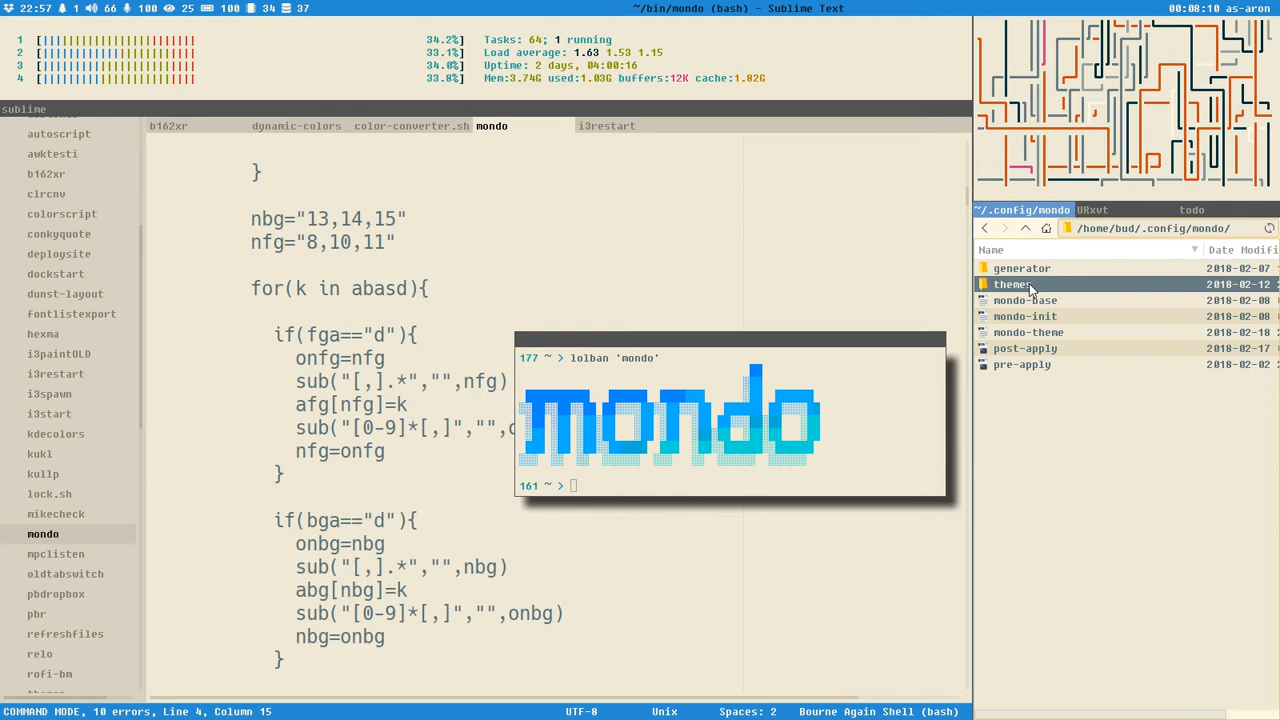 22:57 1 66 100 25 100 34 37
~/bin/mondo (bash) - Sublime Text
00:08:10 as-aron
1 [||||||||||||||||||||||||||||| 34.2%] Tasks: 64; 1 running
2 [||||||||||||||||||||||||||||| 33.1%] Load average: 1.63 1.53 1.15
3 [||||||||||||||||||||||||||||| 34.0%] Uptime: 2 days, 04:00:16
4 [||||||||||||||||||||||||||||| 33.8%] Mem:3.74G used:1.03G buffers:12K cache:1.02G
sublime
b162xr dynamic-colors color-converter.sh mondo i3restart
autoscript
awktesti
b162xr
clrcnv
colorscript
conkyquote
deploysite
dockstart
dunst-layout
fontlistexport
hexma
i3paintOLD
i3restart
i3spawn
i3start
kdecolors
kukl
kullp
lock.sh
mikecheck
mondo
mpclisten
oldtabswitch
pbdropbox
pbr
refreshfiles
relo
rofi-bm
}
nbg="13,14,15"
nfg="8,10,11"
for(k in abasd){
if(fga=="d"){
onfg=nfg
sub("[,].*","",nfg)
afg[nfg]=k
sub("[0-9]*[,]","",o
nfg=onfg
}
if(bga=="d"){
onbg=nbg
sub("[,].*","",nbg)
abg[nbg]=k
sub("[0-9]*[,]","",onbg)
nbg=onbg
}
177 ~ > lolban 'mondo'
mondo
161 ~ >
~/.config/mondo URxvt todo
/home/bud/.config/mondo/
Name Date Modifi
generator 2018-02-07
themes 2018-02-12
mondo-base 2018-02-08
mondo-init 2018-02-08
mondo-theme 2018-02-18
post-apply 2018-02-17
pre-apply 2018-02-02
COMMAND MODE, 10 errors, Line 4, Column 15 UTF-8 Unix Spaces: 2 Bourne Again Shell (bash)